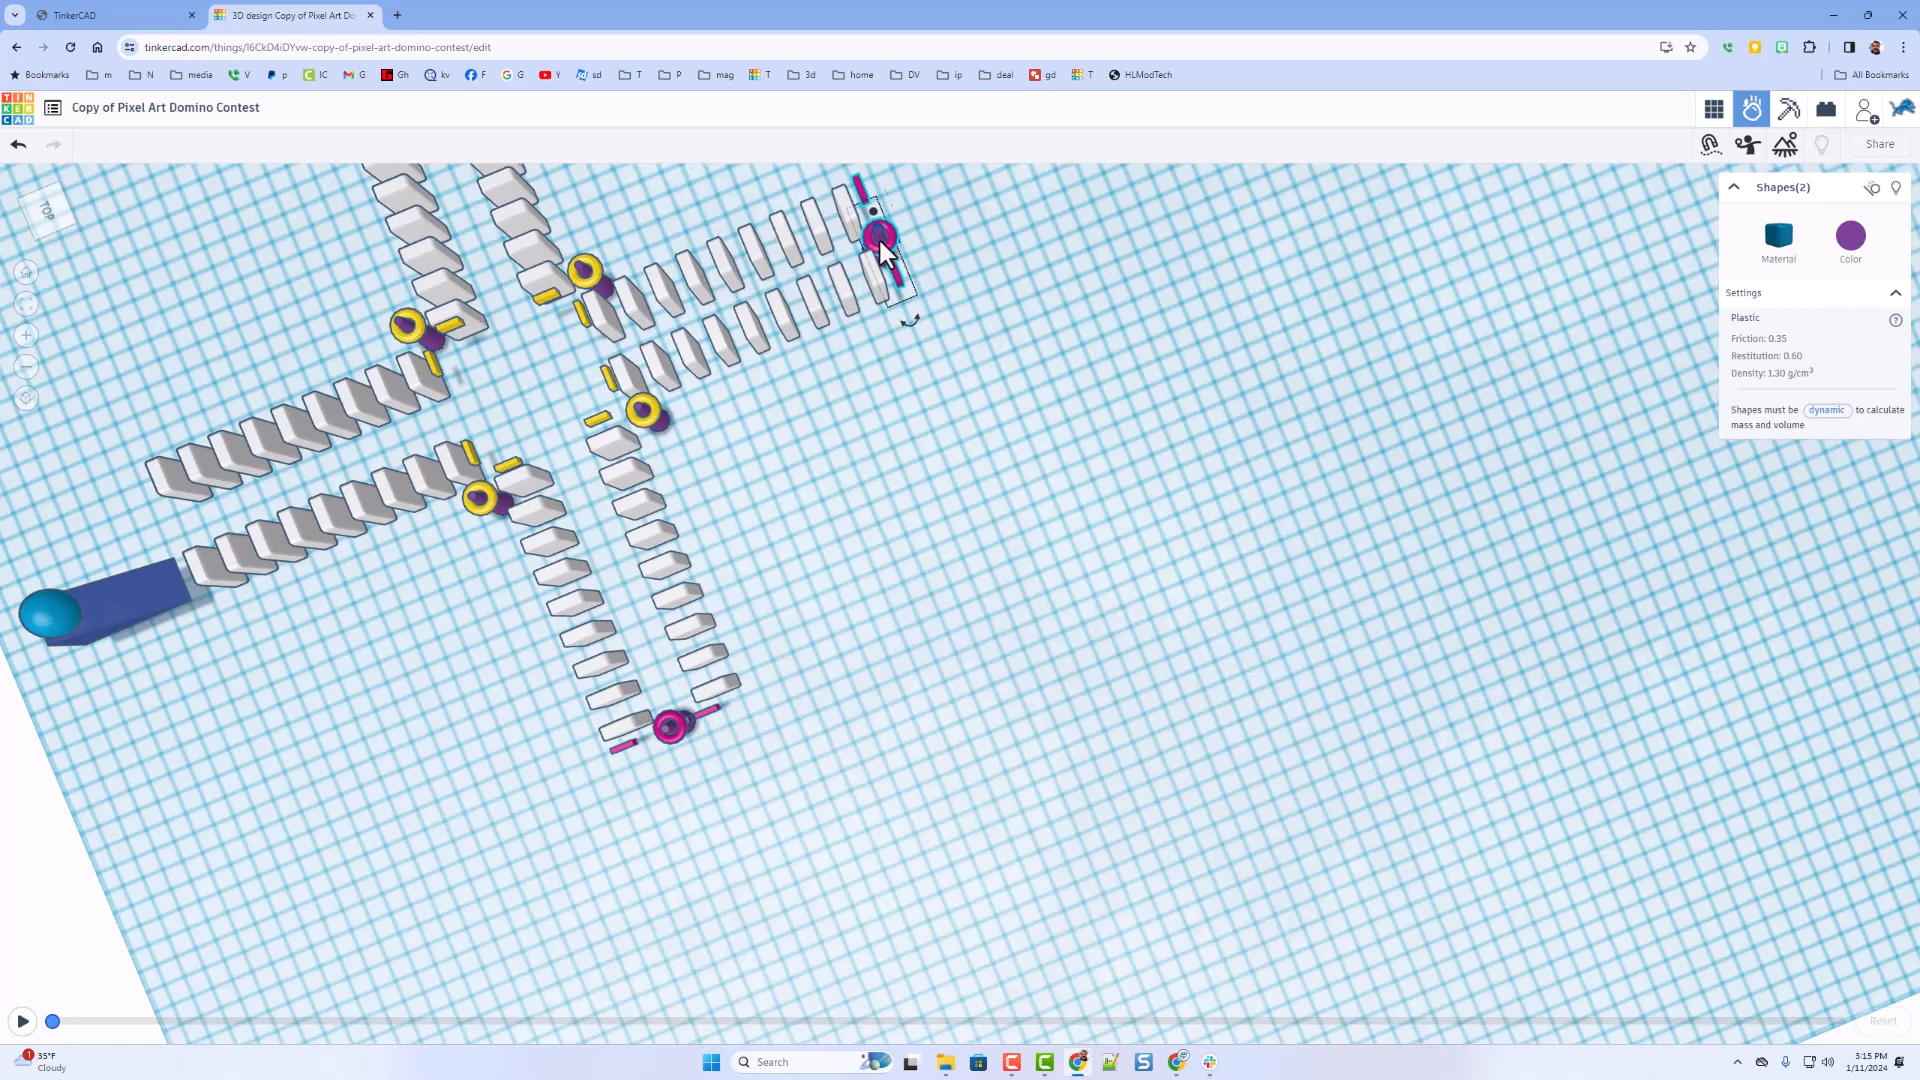 TinkerCAD
3D design Copy of Pixel Art Do
tinkercad.com/things/l6CkD4iDYvw-copy-of-pixel-art-domino-contest/edit
Bookmarks m N media V p IC G Gh kv F G Y sd T P mag T 3d home DV ip deal gd T HLModTech All Bookmarks
TIN
KER
CAD
Copy of Pixel Art Domino Contest
Share
TOP
Shapes(2)
Material Color
Settings
Plastic
Friction: 0.35
Restitution: 0.60
Density: 1.30 g/cm³
Shapes must be dynamic to calculate
mass and volume
Reset
1 35°F
Cloudy
Search
3:15 PM
1/11/2024